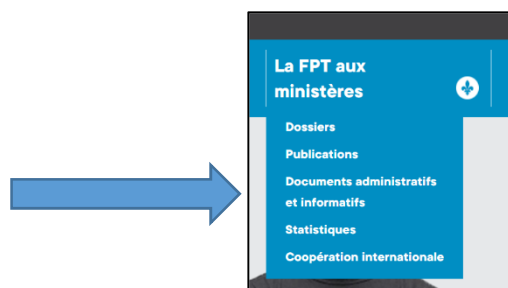 La FPT aux
ministères
Dossiers
Publications
Documents administratifs
et informatifs
Statistiques
Coopération internationale